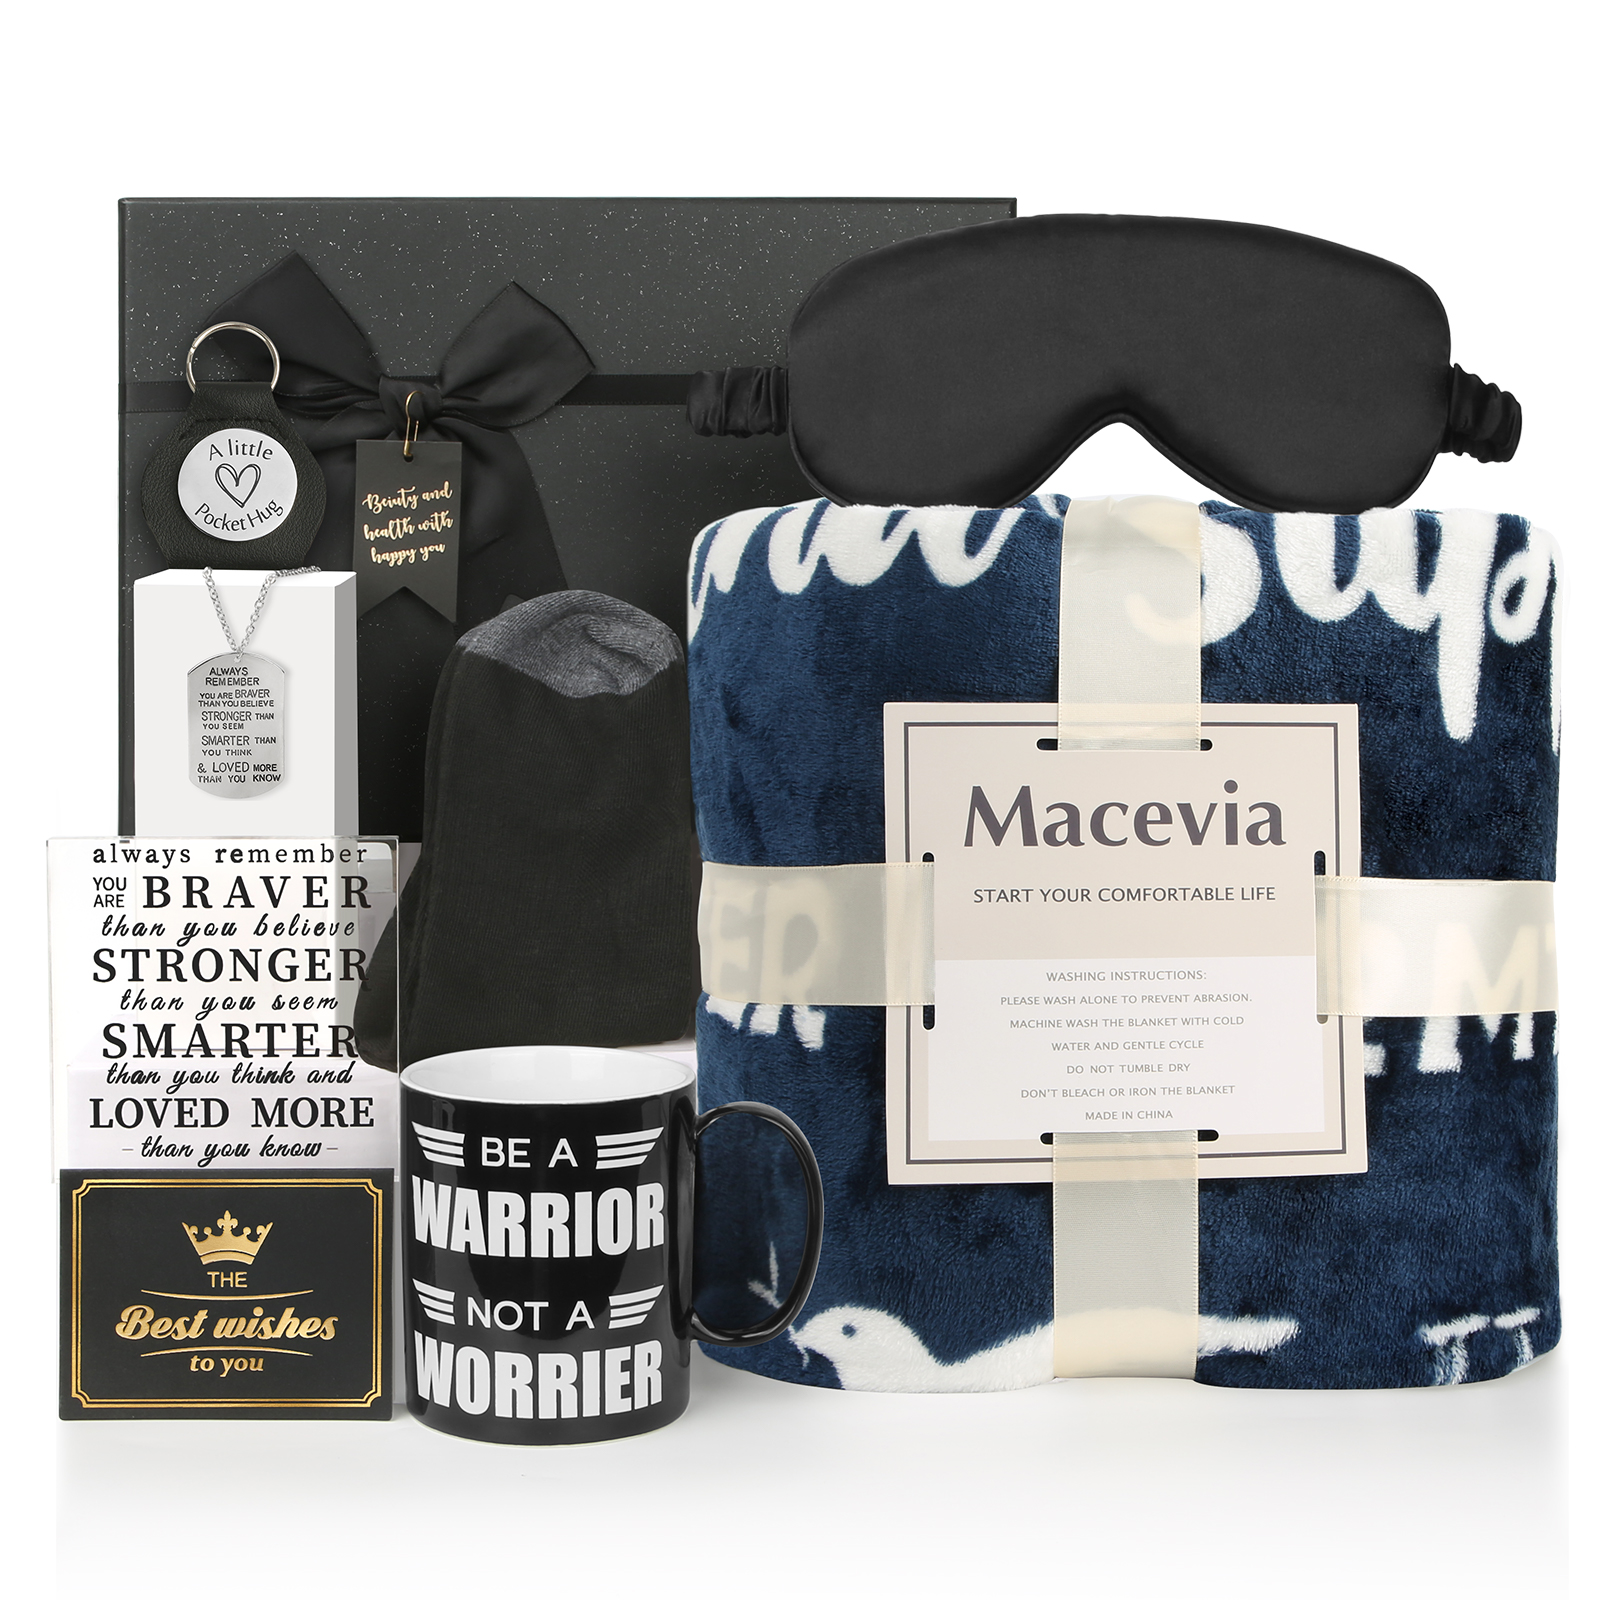 A little
Pocket Hug
Beiuty and
health with
happy you
ALWAYS
REMEMBER
YOU ARE BRAVER
THAN YOU BELIEVE
STRONGER THAN
YOU SEEM
SMARTER THAN
YOU THINK
& LOVED MORE
THAN YOU KNOW
always remember
YOU ARE BRAVER
than you believe
STRONGER
than you seem
SMARTER
than you think and
LOVED MORE
- than you know -
THE
Best wishes
to you
BE A
WARRIOR
NOT A
WORRIER
Macevia
START YOUR COMFORTABLE LIFE
WASHING INSTRUCTIONS:
PLEASE WASH ALONE TO PREVENT ABRASION.
MACHINE WASH THE BLANKET WITH COLD
WATER AND GENTLE CYCLE
DO NOT TUMBLE DRY
DON'T BLEACH OR IRON THE BLANKET
MADE IN CHINA